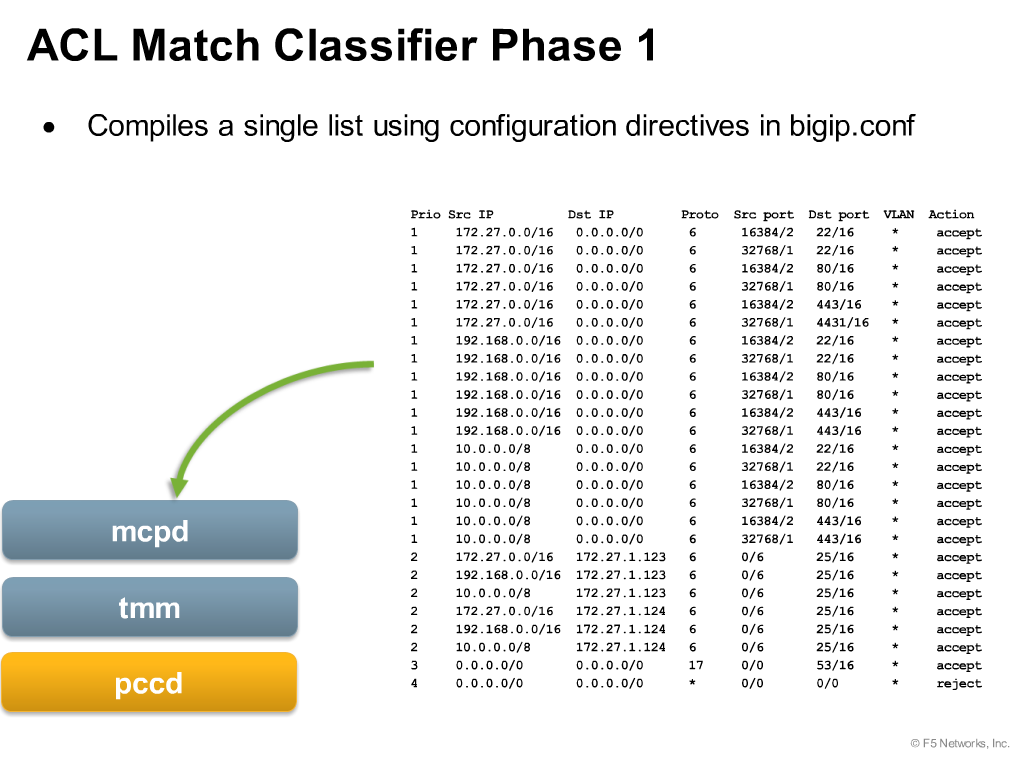 ACL Match Classifier Phase 1
• Compiles a single list using configuration directives in bigip.conf
Prio Src IP Dst IP Proto Src port Dst port VLAN Action
1 172.27.0.0/16 0.0.0.0/0 6 16384/2 22/16 * accept
1 172.27.0.0/16 0.0.0.0/0 6 32768/1 22/16 * accept
1 172.27.0.0/16 0.0.0.0/0 6 16384/2 80/16 * accept
1 172.27.0.0/16 0.0.0.0/0 6 32768/1 80/16 * accept
1 172.27.0.0/16 0.0.0.0/0 6 16384/2 443/16 * accept
1 172.27.0.0/16 0.0.0.0/0 6 32768/1 4431/16 * accept
1 192.168.0.0/16 0.0.0.0/0 6 16384/2 22/16 * accept
1 192.168.0.0/16 0.0.0.0/0 6 32768/1 22/16 * accept
1 192.168.0.0/16 0.0.0.0/0 6 16384/2 80/16 * accept
1 192.168.0.0/16 0.0.0.0/0 6 32768/1 80/16 * accept
1 192.168.0.0/16 0.0.0.0/0 6 16384/2 443/16 * accept
1 192.168.0.0/16 0.0.0.0/0 6 32768/1 443/16 * accept
1 10.0.0.0/8 0.0.0.0/0 6 16384/2 22/16 * accept
1 10.0.0.0/8 0.0.0.0/0 6 32768/1 22/16 * accept
1 10.0.0.0/8 0.0.0.0/0 6 16384/2 80/16 * accept
1 10.0.0.0/8 0.0.0.0/0 6 32768/1 80/16 * accept
1 10.0.0.0/8 0.0.0.0/0 6 16384/2 443/16 * accept
1 10.0.0.0/8 0.0.0.0/0 6 32768/1 443/16 * accept
2 172.27.0.0/16 172.27.1.123 6 0/6 25/16 * accept
2 192.168.0.0/16 172.27.1.123 6 0/6 25/16 * accept
2 10.0.0.0/8 172.27.1.123 6 0/6 25/16 * accept
2 172.27.0.0/16 172.27.1.124 6 0/6 25/16 * accept
2 192.168.0.0/16 172.27.1.124 6 0/6 25/16 * accept
2 10.0.0.0/8 172.27.1.124 6 0/6 25/16 * accept
3 0.0.0.0/0 0.0.0.0/0 17 0/0 53/16 * accept
4 0.0.0.0/0 0.0.0.0/0 * 0/0 0/0 * reject
mcpd
tmm
pccd
© F5 Networks, Inc.